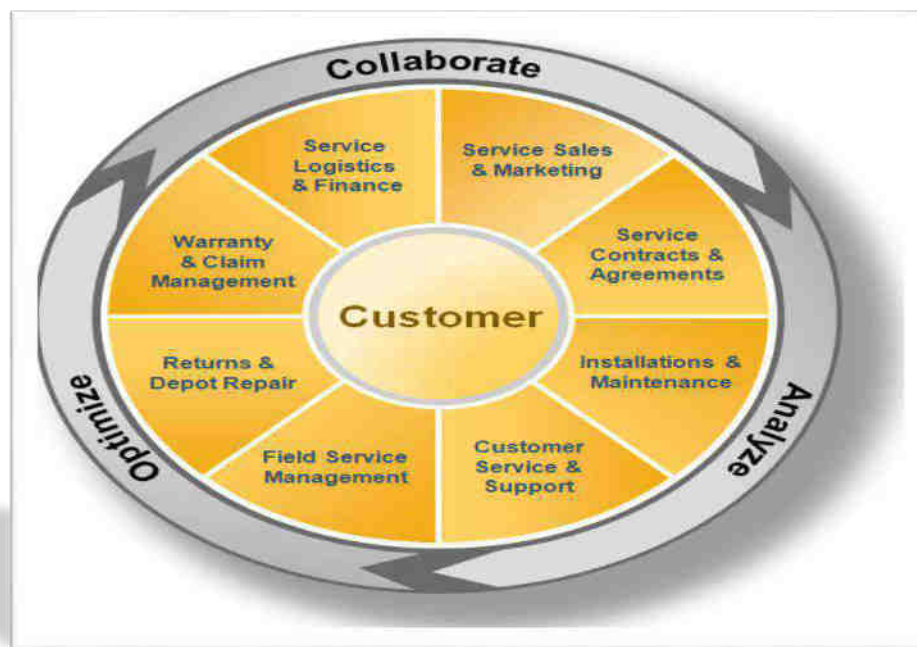 Collaborate
Service
Logistics
& Finance
Service Sales
& Marketing
Warranty
& Claim
Management
Service
Contracts &
Agreements
Customer
Returns &
Depot Repair
Installations &
Maintenance
Field Service
Management
Customer
Service &
Support
Optimize
Analyze